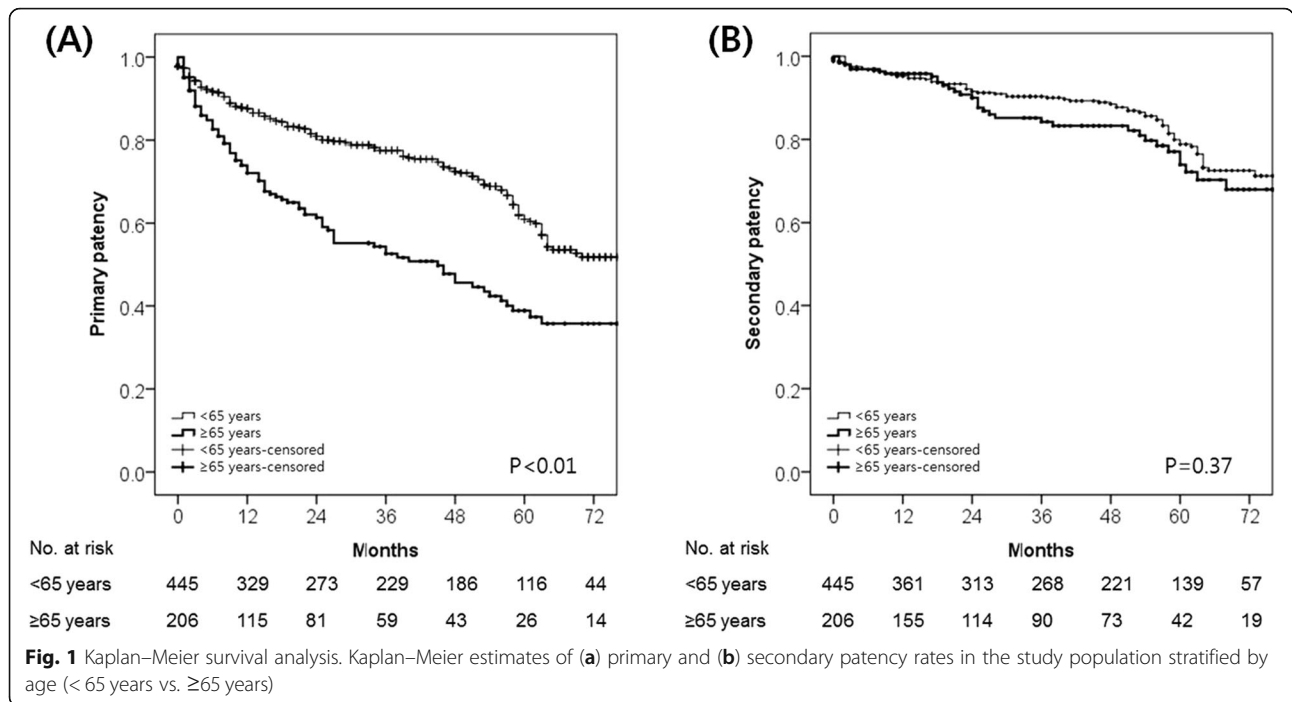 (A)
Primary patency
1.0
0.8
0.6
0.4
0.2
0.0
<65 years
≥65 years
<65 years-censored
≥65 years-censored
P<0.01
0 12 24 36 48 60 72
No. at risk Months
<65 years 445 329 273 229 186 116 44
≥65 years 206 115 81 59 43 26 14
(B)
Secondary patency
1.0
0.8
0.6
0.4
0.2
0.0
<65 years
≥65 years
<65 years-censored
≥65 years-censored
P=0.37
0 12 24 36 48 60 72
No. at risk Months
<65 years 445 361 313 268 221 139 57
≥65 years 206 155 114 90 73 42 19
Fig. 1 Kaplan–Meier survival analysis. Kaplan–Meier estimates of (a) primary and (b) secondary patency rates in the study population stratified by
age (< 65 years vs. ≥65 years)